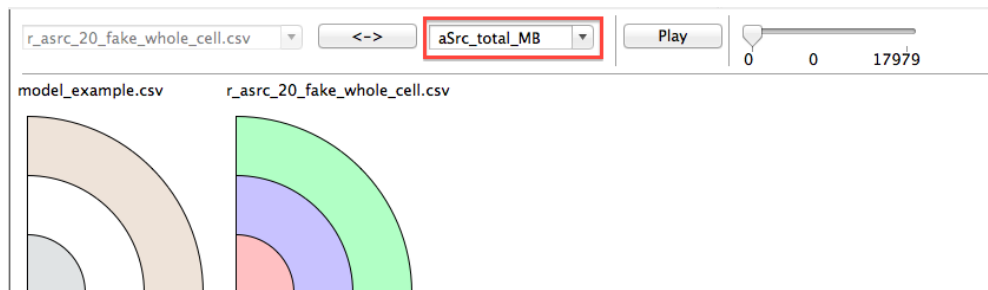 r_asrc_20_fake_whole_cell.csv <-> aSrc_total_MB Play
0 0 17979
model_example.csv r_asrc_20_fake_whole_cell.csv